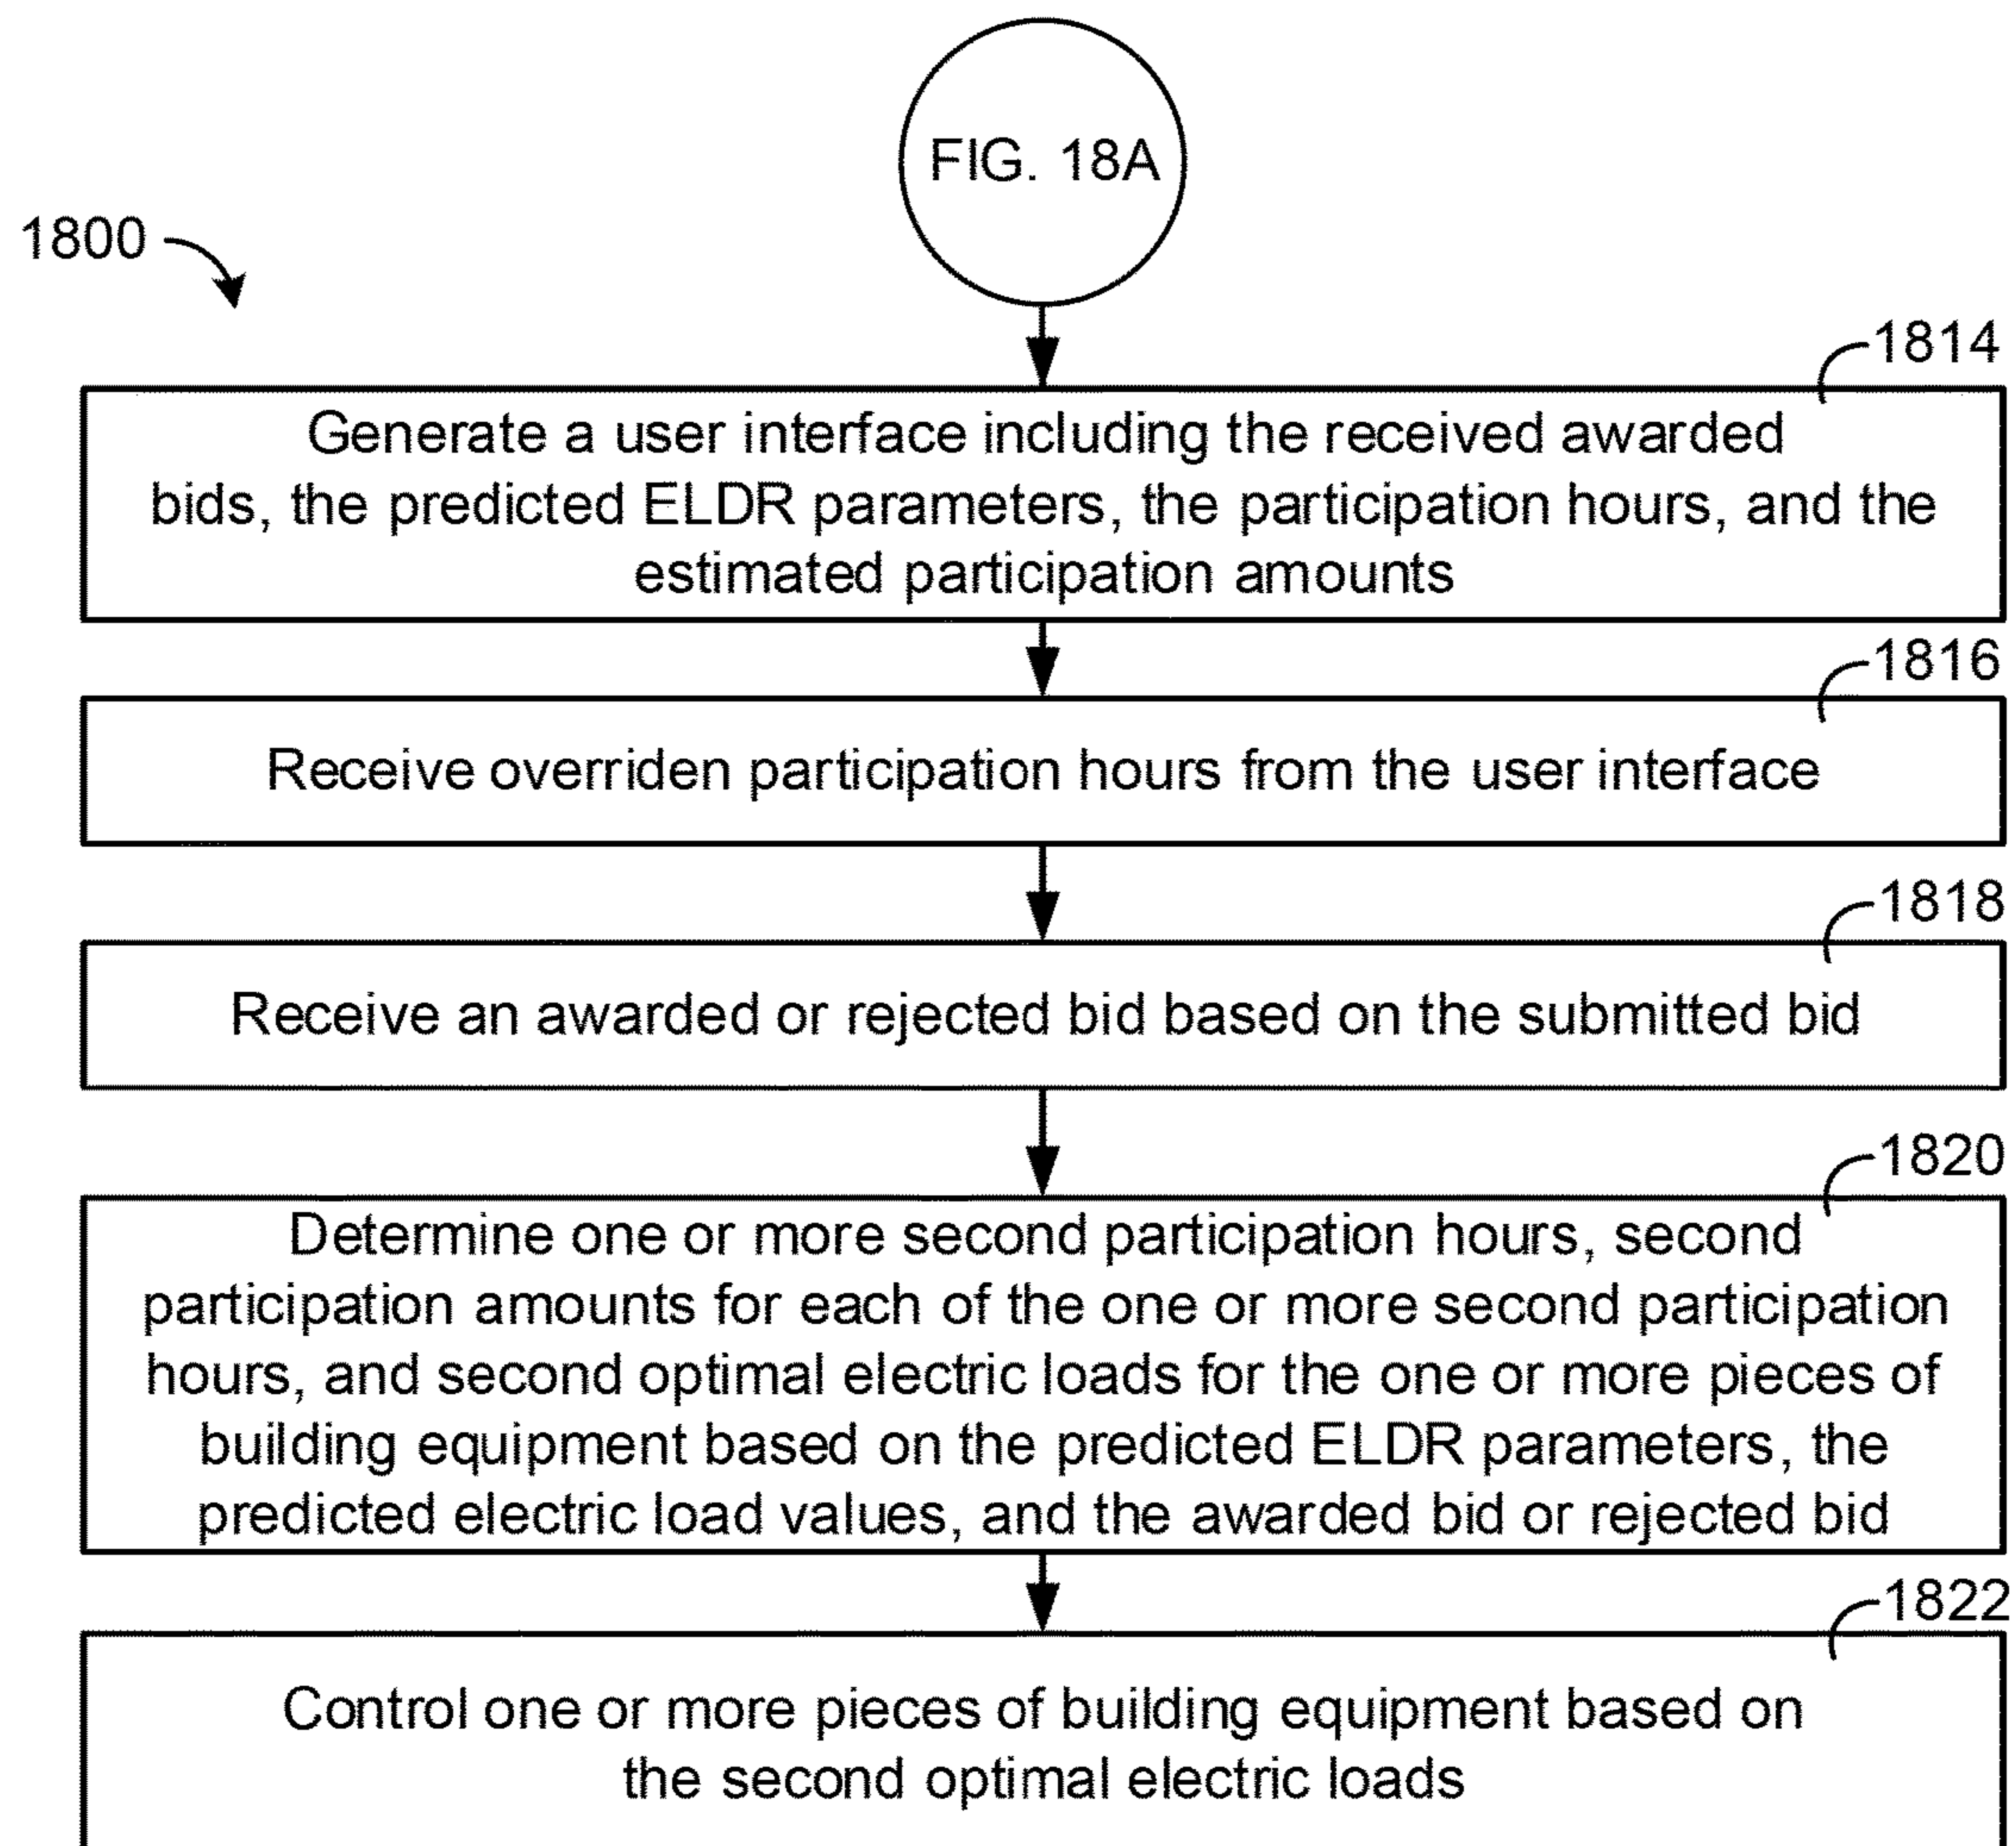 FIG. 18A
1800
1814
Generate a user interface including the received awarded
bids, the predicted ELDR parameters, the participation hours, and the
estimated participation amounts
1816
Receive overriden participation hours from the user interface
1818
Receive an awarded or rejected bid based on the submitted bid
1820
Determine one or more second participation hours, second
participation amounts for each of the one or more second participation
hours, and second optimal electric loads for the one or more pieces of
building equipment based on the predicted ELDR parameters, the
predicted electric load values, and the awarded bid or rejected bid
1822
Control one or more pieces of building equipment based on
the second optimal electric loads